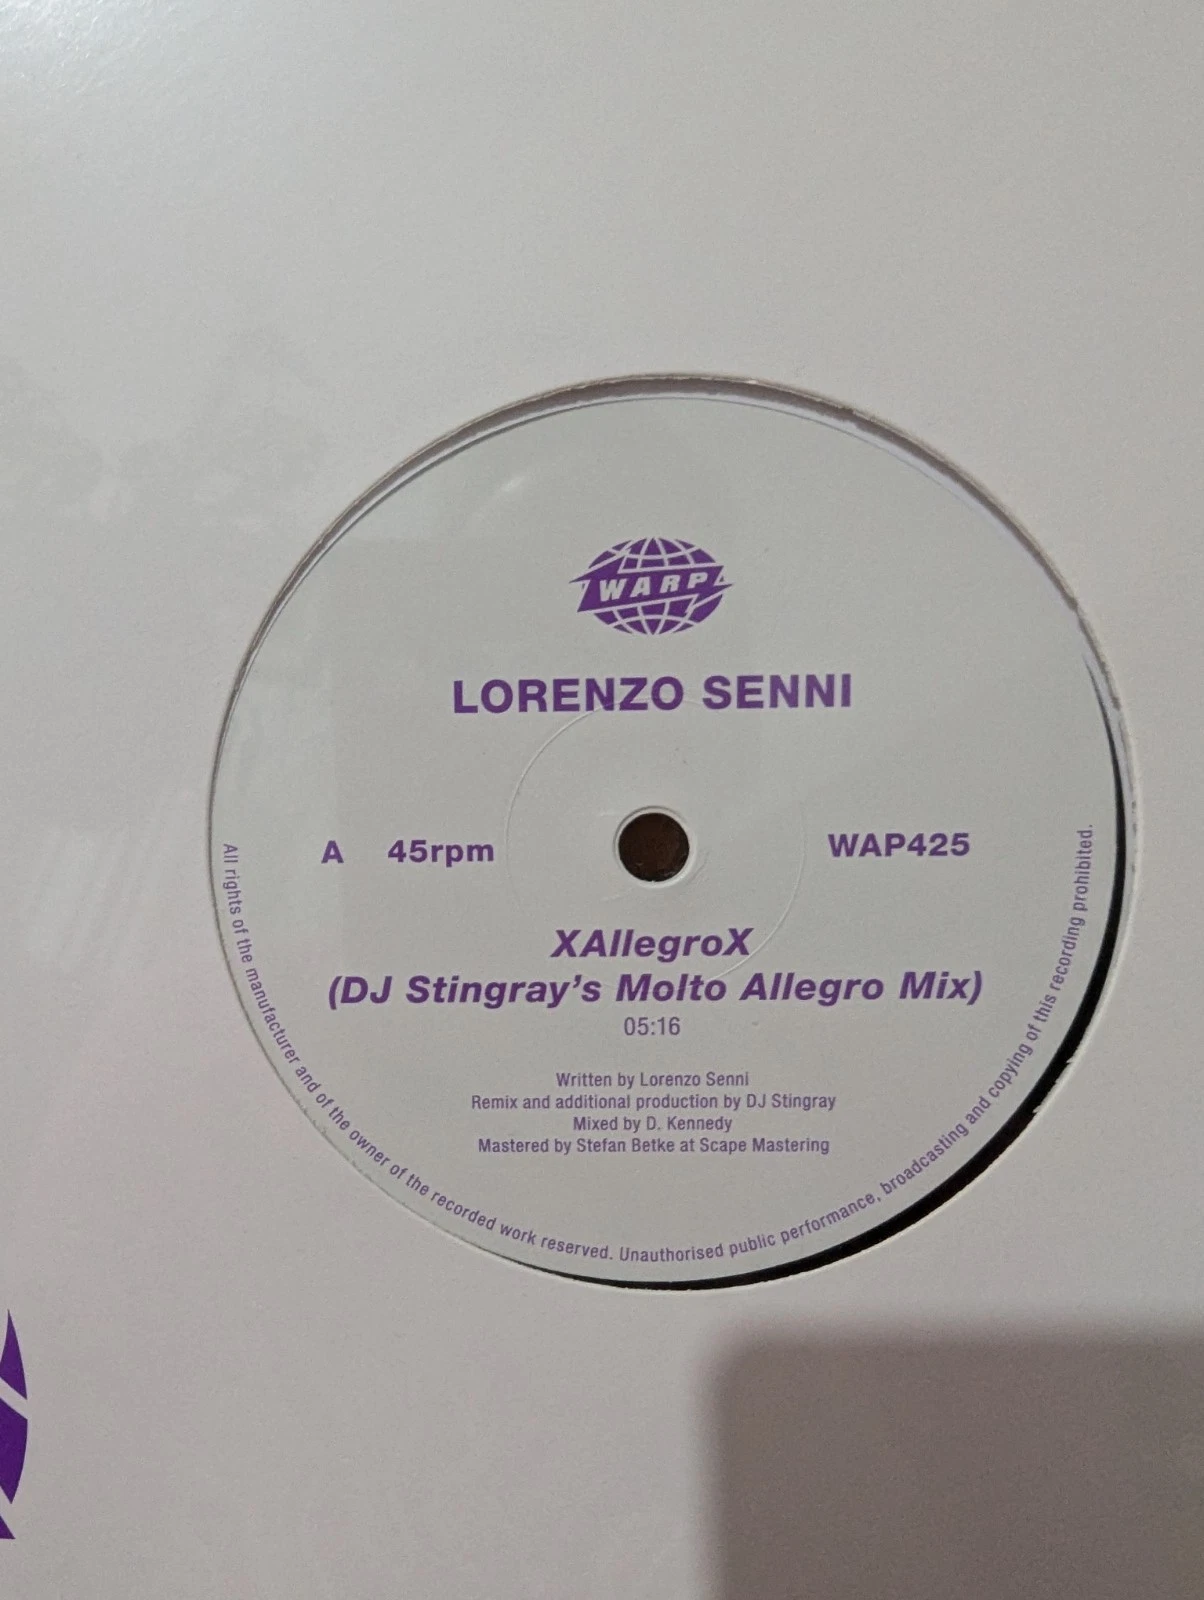 WARP
LORENZO SENNI
A 45rpm WAP425
XAllegroX
(DJ Stingray's Molto Allegro Mix)
05:16
Written by Lorenzo Senni
Remix and additional production by DJ Stingray
Mixed by D. Kennedy
Mastered by Stefan Betke at Scape Mastering
All rights of the manufacturer and of the owner of the recorded work reserved. Unauthorised public performance, broadcasting and copying of this recording prohibited.